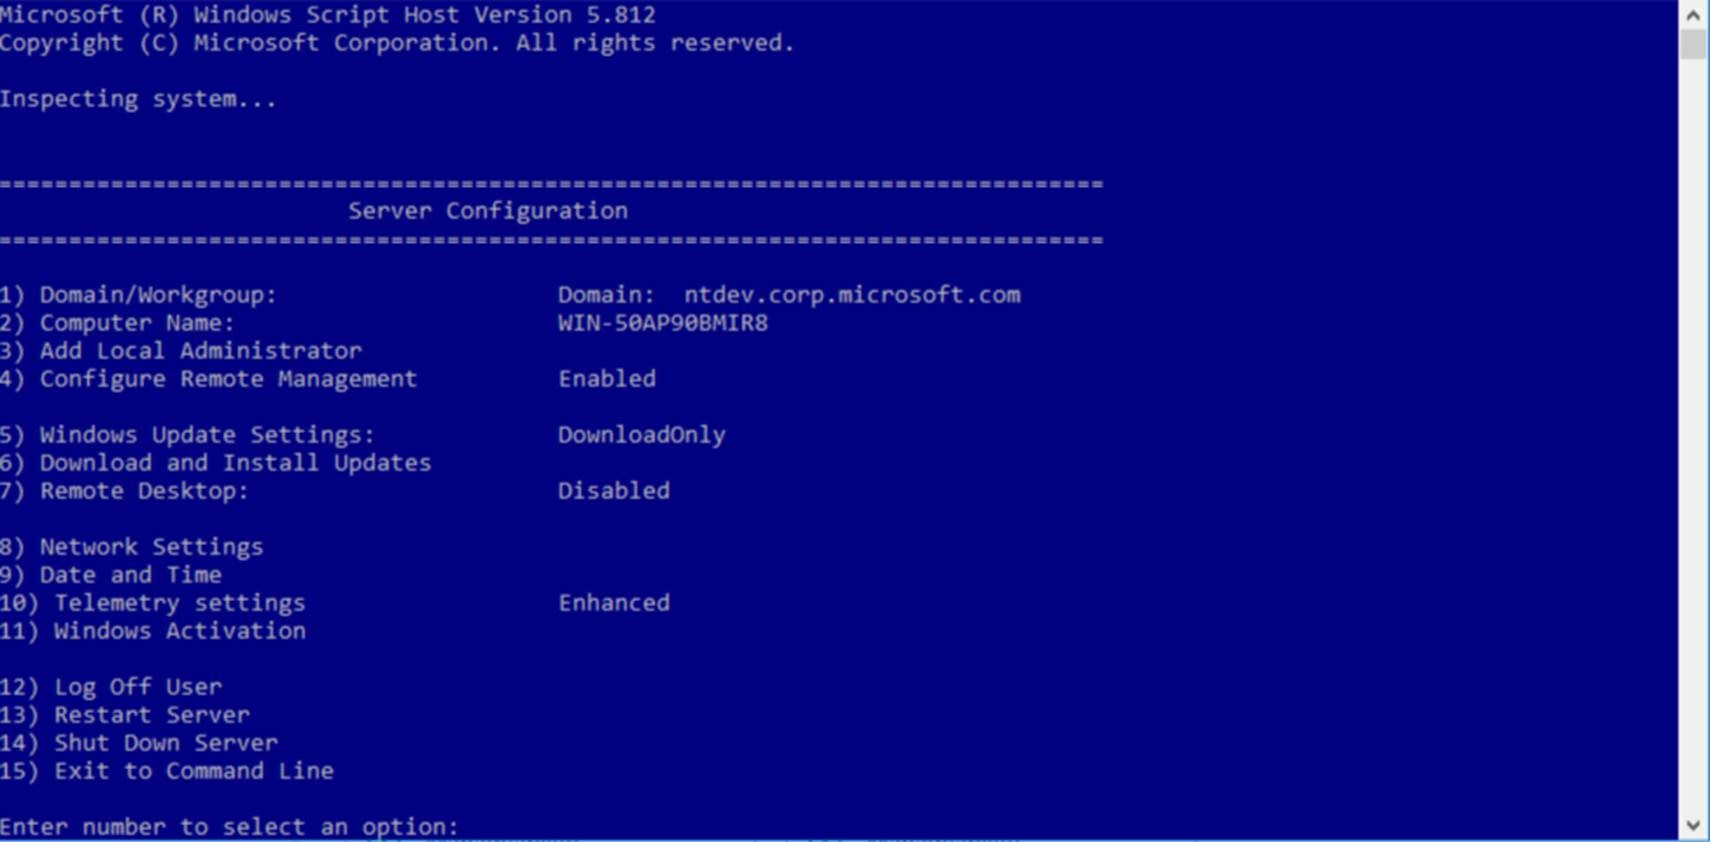 Microsoft (R) Windows Script Host Version 5.812
Copyright (C) Microsoft Corporation. All rights reserved.
Inspecting system...
===============================================================================
Server Configuration
===============================================================================
1) Domain/Workgroup: Domain: ntdev.corp.microsoft.com
2) Computer Name: WIN-50AP90BMIR8
3) Add Local Administrator
4) Configure Remote Management Enabled
5) Windows Update Settings: DownloadOnly
6) Download and Install Updates
7) Remote Desktop: Disabled
8) Network Settings
9) Date and Time
10) Telemetry settings Enhanced
11) Windows Activation
12) Log Off User
13) Restart Server
14) Shut Down Server
15) Exit to Command Line
Enter number to select an option: